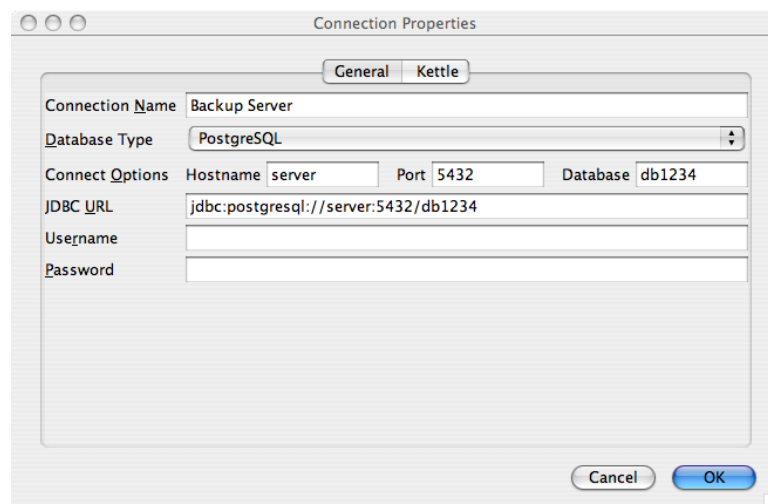 Connection Properties
General Kettle
Connection Name Backup Server
Database Type PostgreSQL
Connect Options Hostname server Port 5432 Database db1234
JDBC URL jdbc:postgresql://server:5432/db1234
Username
Password
Cancel OK